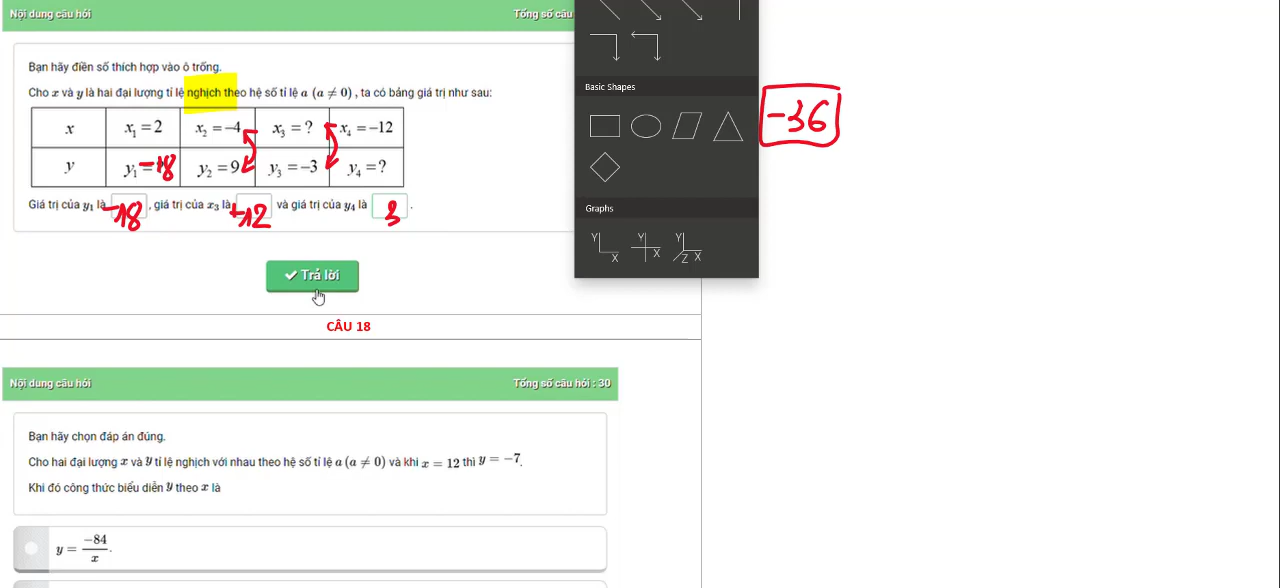 Nội dung câu hỏi
Tổng số câu
Bạn hãy điền số thích hợp vào ô trống.
Cho x và y là hai đại lượng tỉ lệ nghịch theo hệ số tỉ lệ a (a ≠ 0), ta có bảng giá trị như sau:
x x₁ = 2 x₂ = −4 x₃ = ? x₄ = −12
y y₁ = −18 y₂ = 9 y₃ = −3 y₄ = ?
Giá trị của y₁ là −18, giá trị của x₃ là +12 và giá trị của y₄ là 3.
Trả lời
Basic Shapes
Graphs
Y X Y X Y Z X
−36
CÂU 18
Nội dung câu hỏi
Tổng số câu hỏi : 30
Bạn hãy chọn đáp án đúng.
Cho hai đại lượng x và y tỉ lệ nghịch với nhau theo hệ số tỉ lệ a (a ≠ 0) và khi x = 12 thì y = −7.
Khi đó công thức biểu diễn y theo x là
y = −84/x.